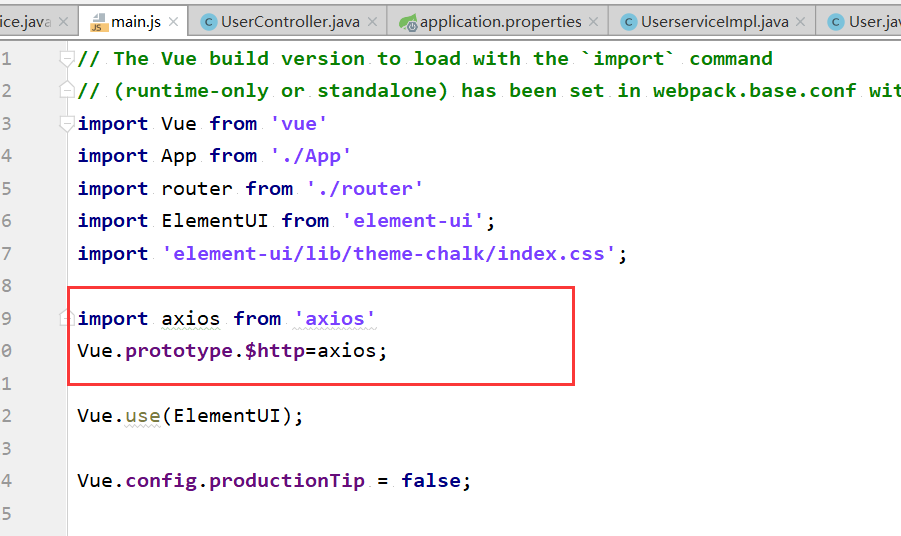 ice.java main.js UserController.java application.properties UserserviceImpl.java User.jav
1 // The Vue build version to load with the `import` command
2 // (runtime-only or standalone) has been set in webpack.base.conf wit
3 import Vue from 'vue'
4 import App from './App'
5 import router from './router'
6 import ElementUI from 'element-ui';
7 import 'element-ui/lib/theme-chalk/index.css';
8
9 import axios from 'axios'
0 Vue.prototype.$http=axios;
1
2 Vue.use(ElementUI);
3
4 Vue.config.productionTip = false;
5